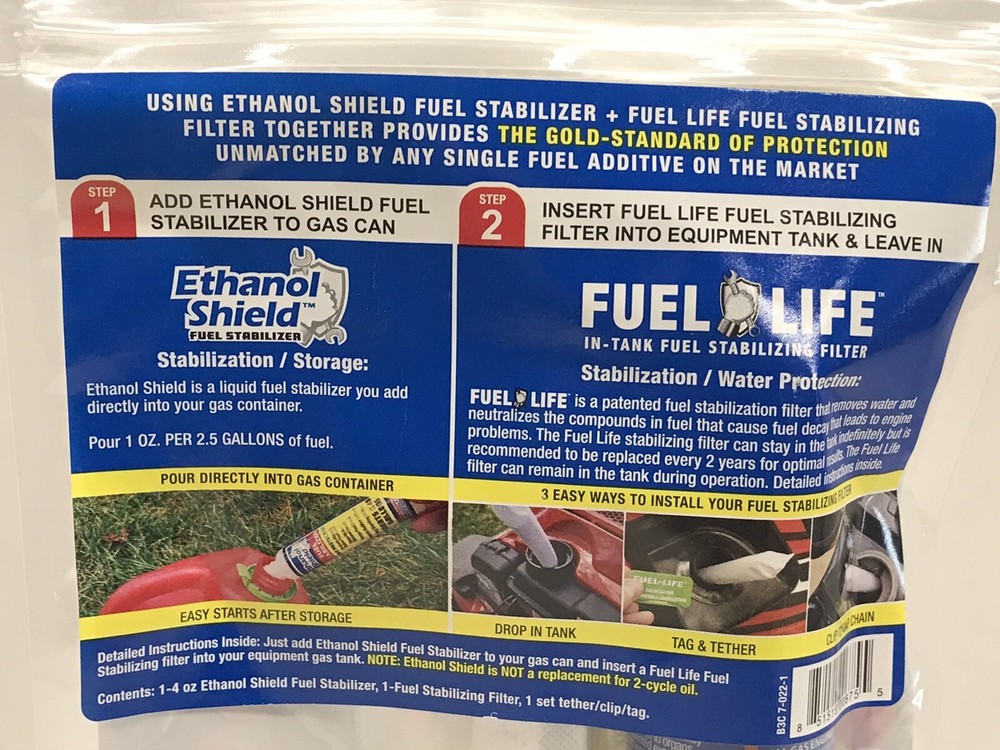 USING ETHANOL SHIELD FUEL STABILIZER + FUEL LIFE FUEL STABILIZING
FILTER TOGETHER PROVIDES THE GOLD-STANDARD OF PROTECTION
UNMATCHED BY ANY SINGLE FUEL ADDITIVE ON THE MARKET
STEP
1
ADD ETHANOL SHIELD FUEL
STABILIZER TO GAS CAN
Ethanol
Shield™
FUEL STABILIZER
Stabilization / Storage:
Ethanol Shield is a liquid fuel stabilizer you add
directly into your gas container.
Pour 1 OZ. PER 2.5 GALLONS of fuel.
POUR DIRECTLY INTO GAS CONTAINER
EASY STARTS AFTER STORAGE
STEP
2
INSERT FUEL LIFE FUEL STABILIZING
FILTER INTO EQUIPMENT TANK & LEAVE IN
FUEL LIFE™
IN-TANK FUEL STABILIZING FILTER
Stabilization / Water Protection:
FUEL LIFE™ is a patented fuel stabilization filter that removes water and
neutralizes the compounds in fuel that cause fuel decay that leads to engine
problems. The Fuel Life stabilizing filter can stay in the tank indefinitely but is
recommended to be replaced every 2 years for optimal results. The Fuel Life
filter can remain in the tank during operation. Detailed instructions inside.
3 EASY WAYS TO INSTALL YOUR FUEL STABILIZING FILTER
FUEL-LIFE
DROP IN TANK
TAG & TETHER
CHAIN
Detailed Instructions Inside: Just add Ethanol Shield Fuel Stabilizer to your gas can and insert a Fuel Life Fuel
Stabilizing filter into your equipment gas tank. NOTE: Ethanol Shield is NOT a replacement for 2-cycle oil.
Contents: 1-4 oz Ethanol Shield Fuel Stabilizer, 1-Fuel Stabilizing Filter, 1 set tether/clip/tag.
B3C 7-022-1